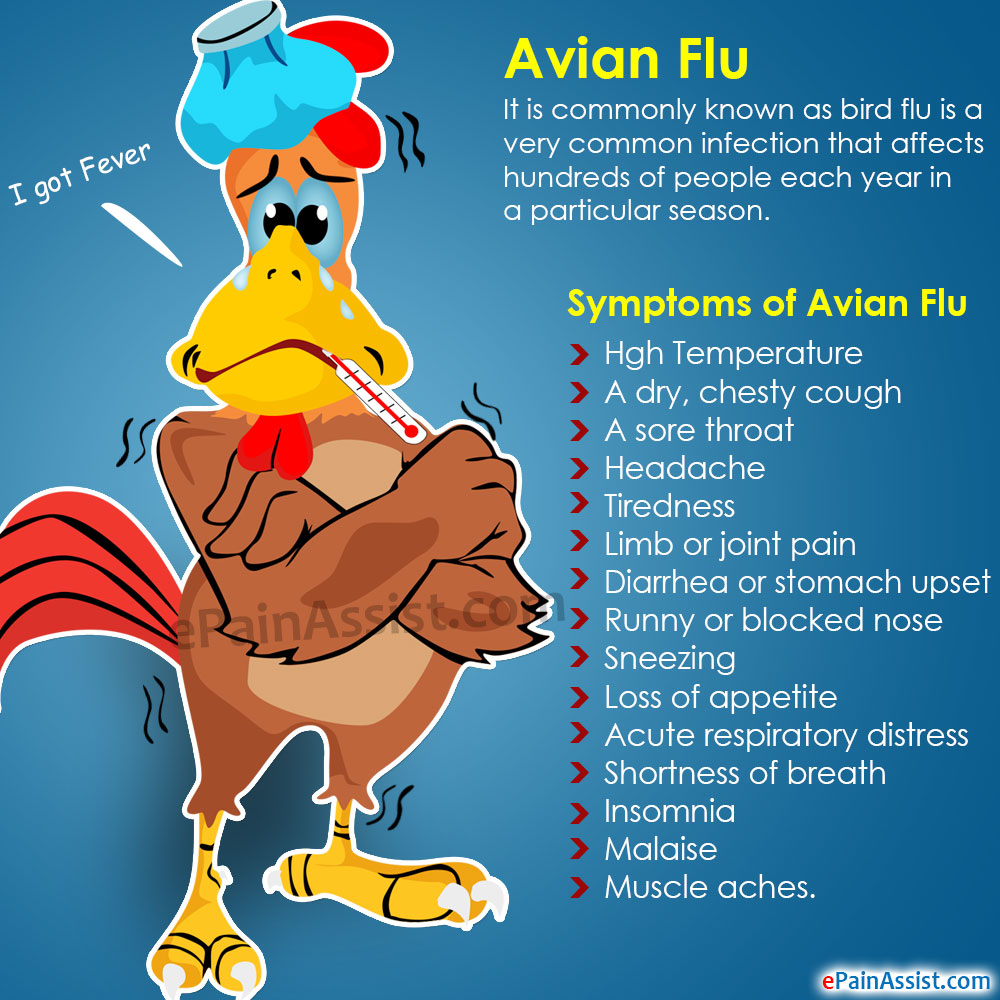 Avian Flu
It is commonly known as bird flu is a
very common infection that affects
hundreds of people each year in
a particular season.
I got Fever
Symptoms of Avian Flu
Hgh Temperature
A dry, chesty cough
A sore throat
Headache
Tiredness
Limb or joint pain
Diarrhea or stomach upset
Runny or blocked nose
Sneezing
Loss of appetite
Acute respiratory distress
Shortness of breath
Insomnia
Malaise
Muscle aches.
ePainAssist.com
ePainAssist.com